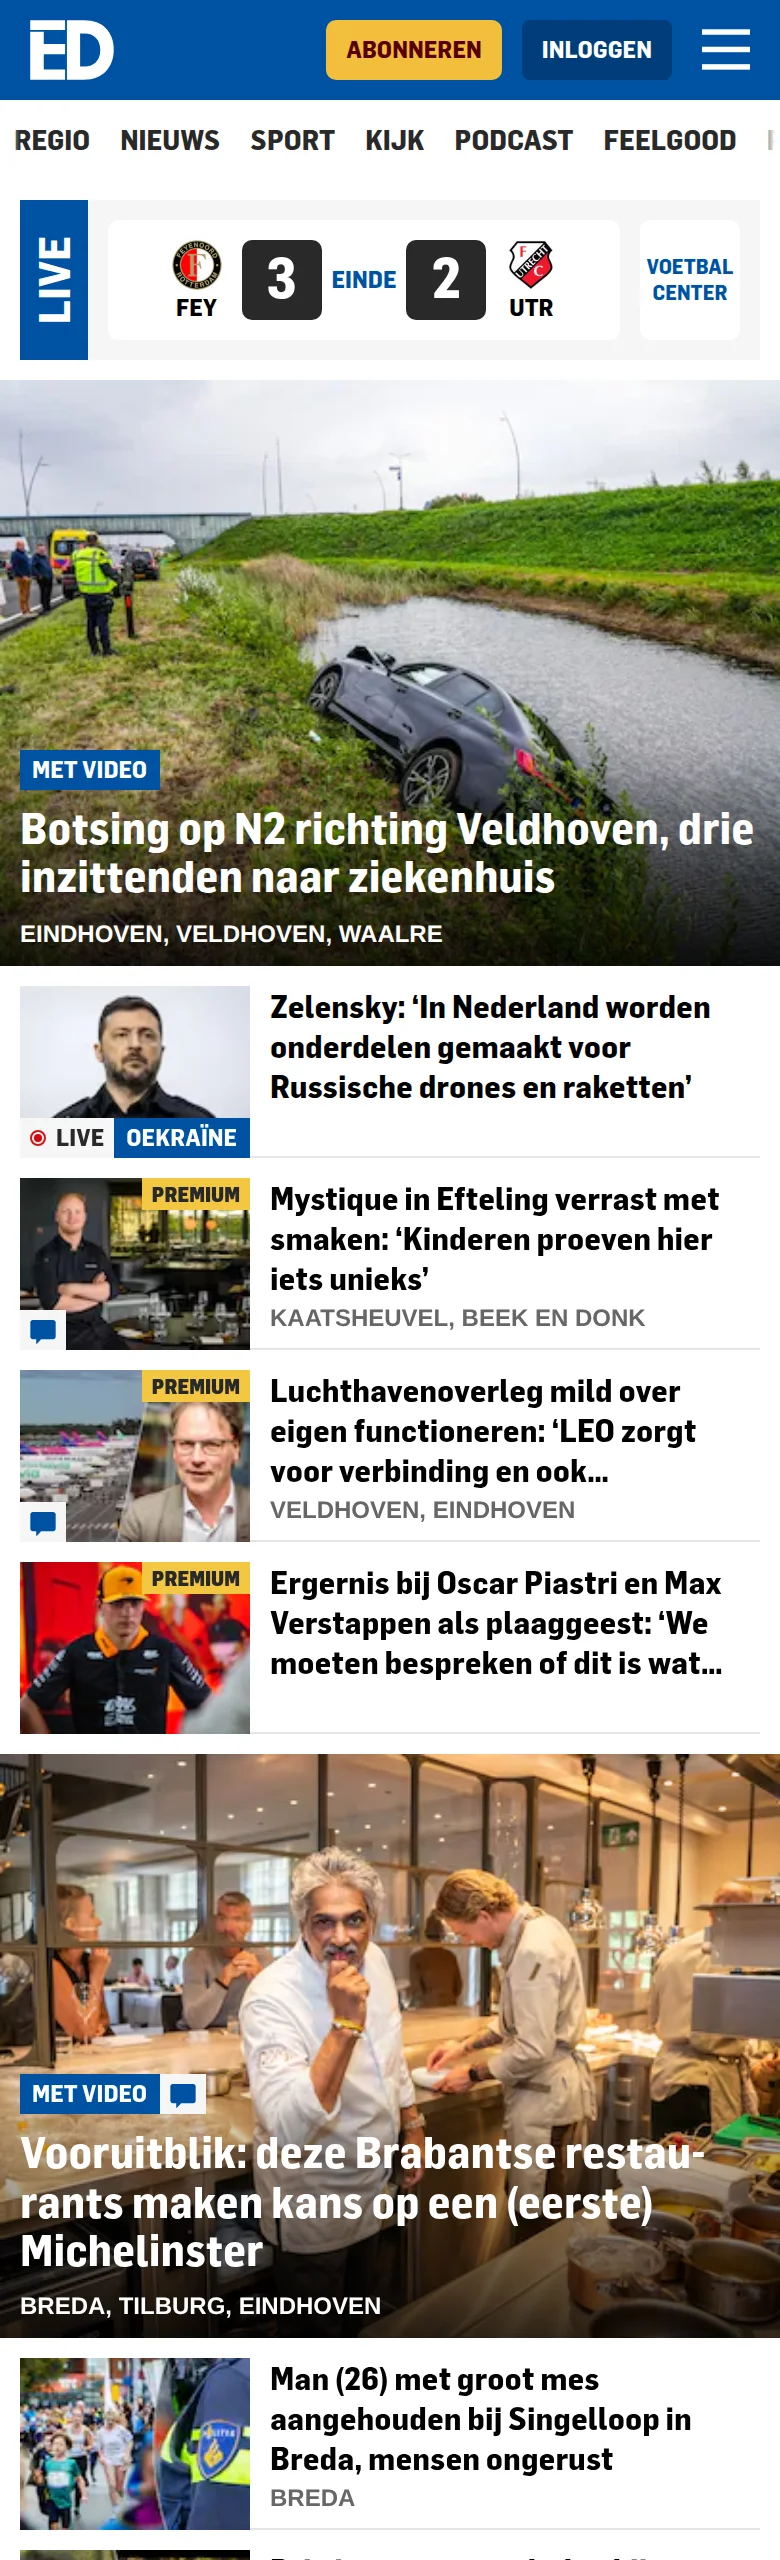 ED
ABONNEREN
INLOGGEN
REGIO NIEUWS SPORT KIJK PODCAST FEELGOOD
LIVE
3 EINDE 2
FEY UTR
VOETBAL
CENTER
MET VIDEO
Botsing op N2 richting Veldhoven, drie
inzittenden naar ziekenhuis
EINDHOVEN, VELDHOVEN, WAALRE
Zelensky: ‘In Nederland worden
onderdelen gemaakt voor
Russische drones en raketten’
LIVE OEKRAÏNE
PREMIUM
Mystique in Efteling verrast met
smaken: ‘Kinderen proeven hier
iets unieks’
KAATSHEUVEL, BEEK EN DONK
PREMIUM
Luchthavenoverleg mild over
eigen functioneren: ‘LEO zorgt
voor verbinding en ook...
VELDHOVEN, EINDHOVEN
PREMIUM
Ergernis bij Oscar Piastri en Max
Verstappen als plaaggeest: ‘We
moeten bespreken of dit is wat...
MET VIDEO
Vooruitblik: deze Brabantse restau-
rants maken kans op een (eerste)
Michelinster
BREDA, TILBURG, EINDHOVEN
Man (26) met groot mes
aangehouden bij Singelloop in
Breda, mensen ongerust
BREDA